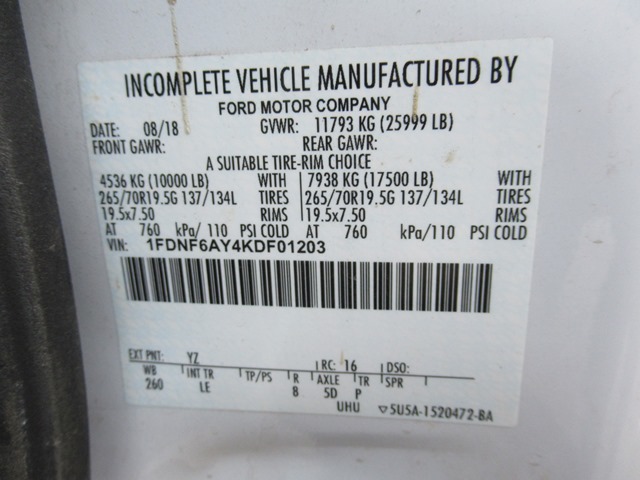 INCOMPLETE VEHICLE MANUFACTURED BY
FORD MOTOR COMPANY
DATE: 08/18 GVWR: 11793 KG (25999 LB)
FRONT GAWR: REAR GAWR:
A SUITABLE TIRE-RIM CHOICE
4536 KG (10000 LB) WITH 7938 KG (17500 LB) WITH
265/70R19.5G 137/134L TIRES 265/70R19.5G 137/134L TIRES
19.5x7.50 RIMS 19.5x7.50 RIMS
AT 760 kPa/ 110 PSI COLD AT 760 kPa/110 PSI COLD
VIN: 1FDNF6AY4KDF01203
EXT PNT: YZ RC: 16 DSO:
WB INT TR TP/PS R AXLE TR SPR
260 LE 8 5D P
UHU ▽5U5A-1520472-BA